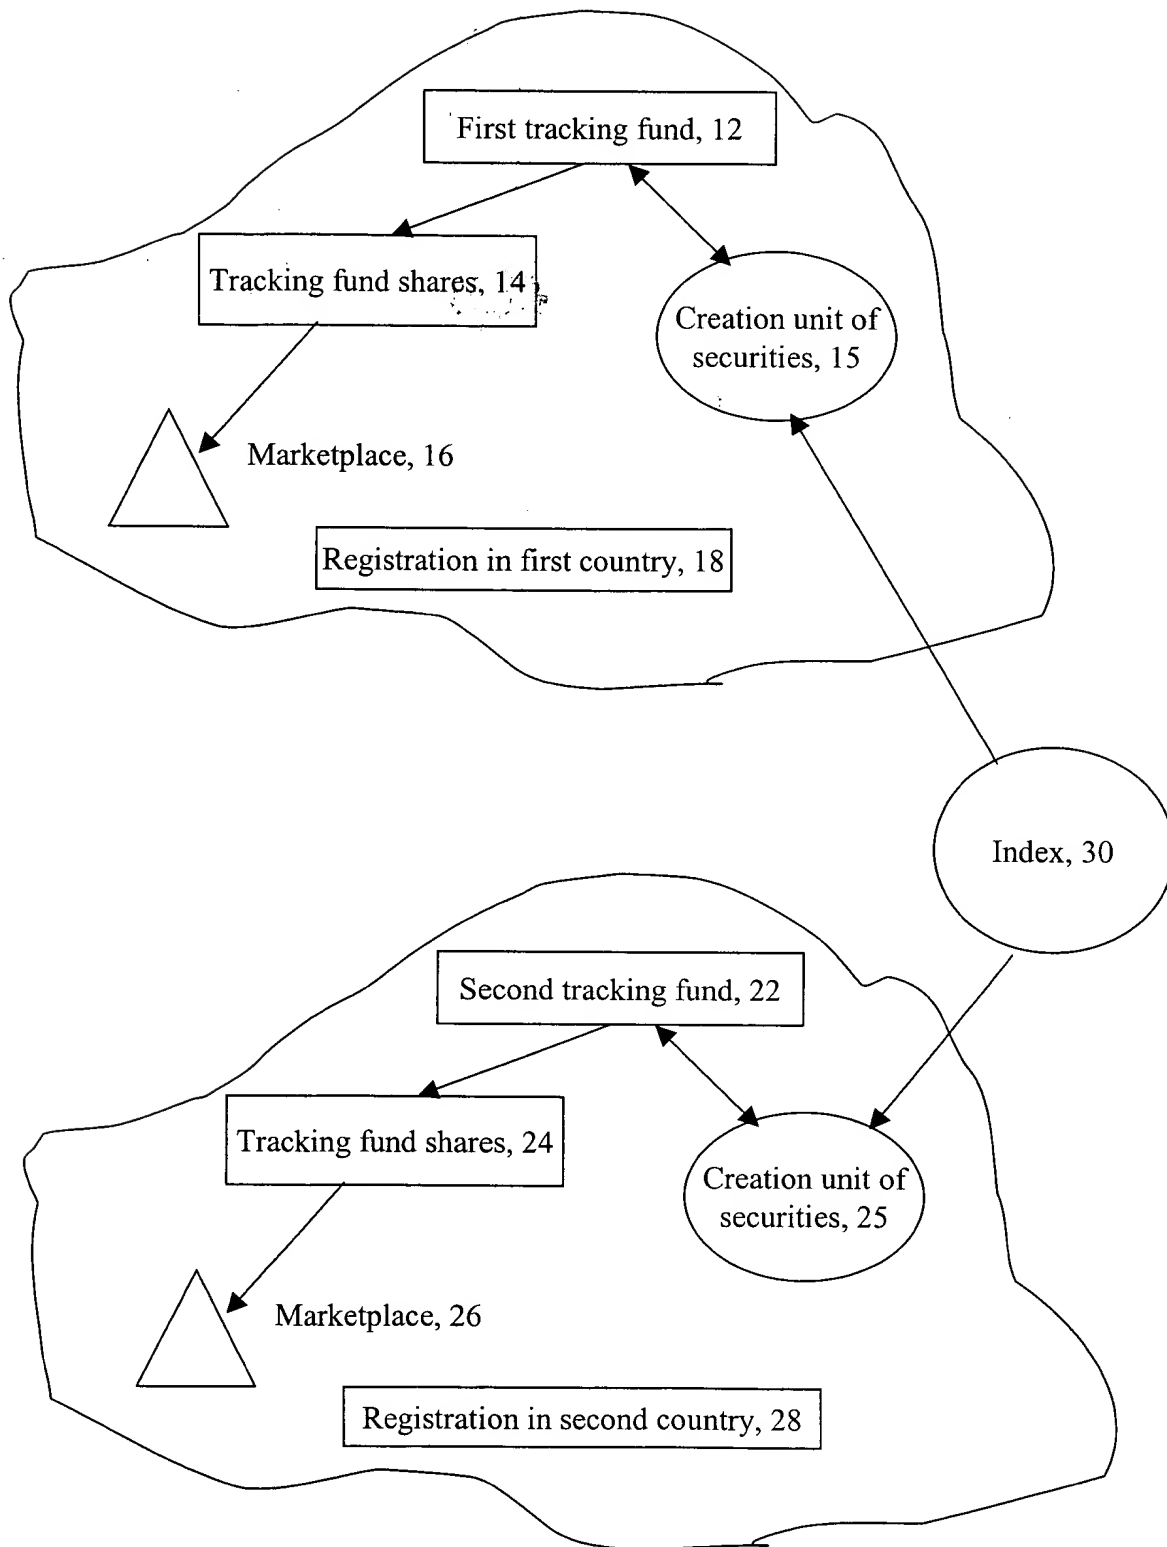 First tracking fund, 12
Tracking fund shares, 14
Creation unit of
securities, 15
Marketplace, 16
Registration in first country, 18
Index, 30
Second tracking fund, 22
Tracking fund shares, 24
Creation unit of
securities, 25
Marketplace, 26
Registration in second country, 28